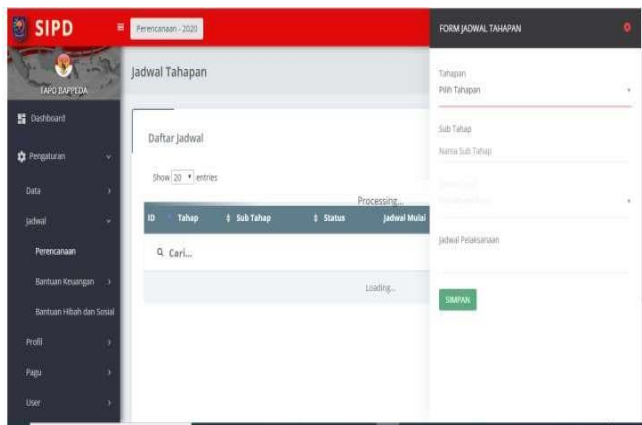 SIPD
Perencanaan - 2020
FORM JADWAL TAHAPAN
TAPD BAPPEDA
Jadwal Tahapan
Tahapan
Pilih Tahapan
Dashboard
Daftar Jadwal
Sub Tahap
Nama Sub Tahap
Pengaturan
Show 20 entries
Data
Processing...
ID Tahap Sub Tahap Status Jadwal Mulai
Jadwal
Jadwal Pelaksanaan
Perencanaan
Cari...
Bantuan Keuangan
Loading...
SIMPAN
Bantuan Hibah dan Sosial
Profil
Pagu
User